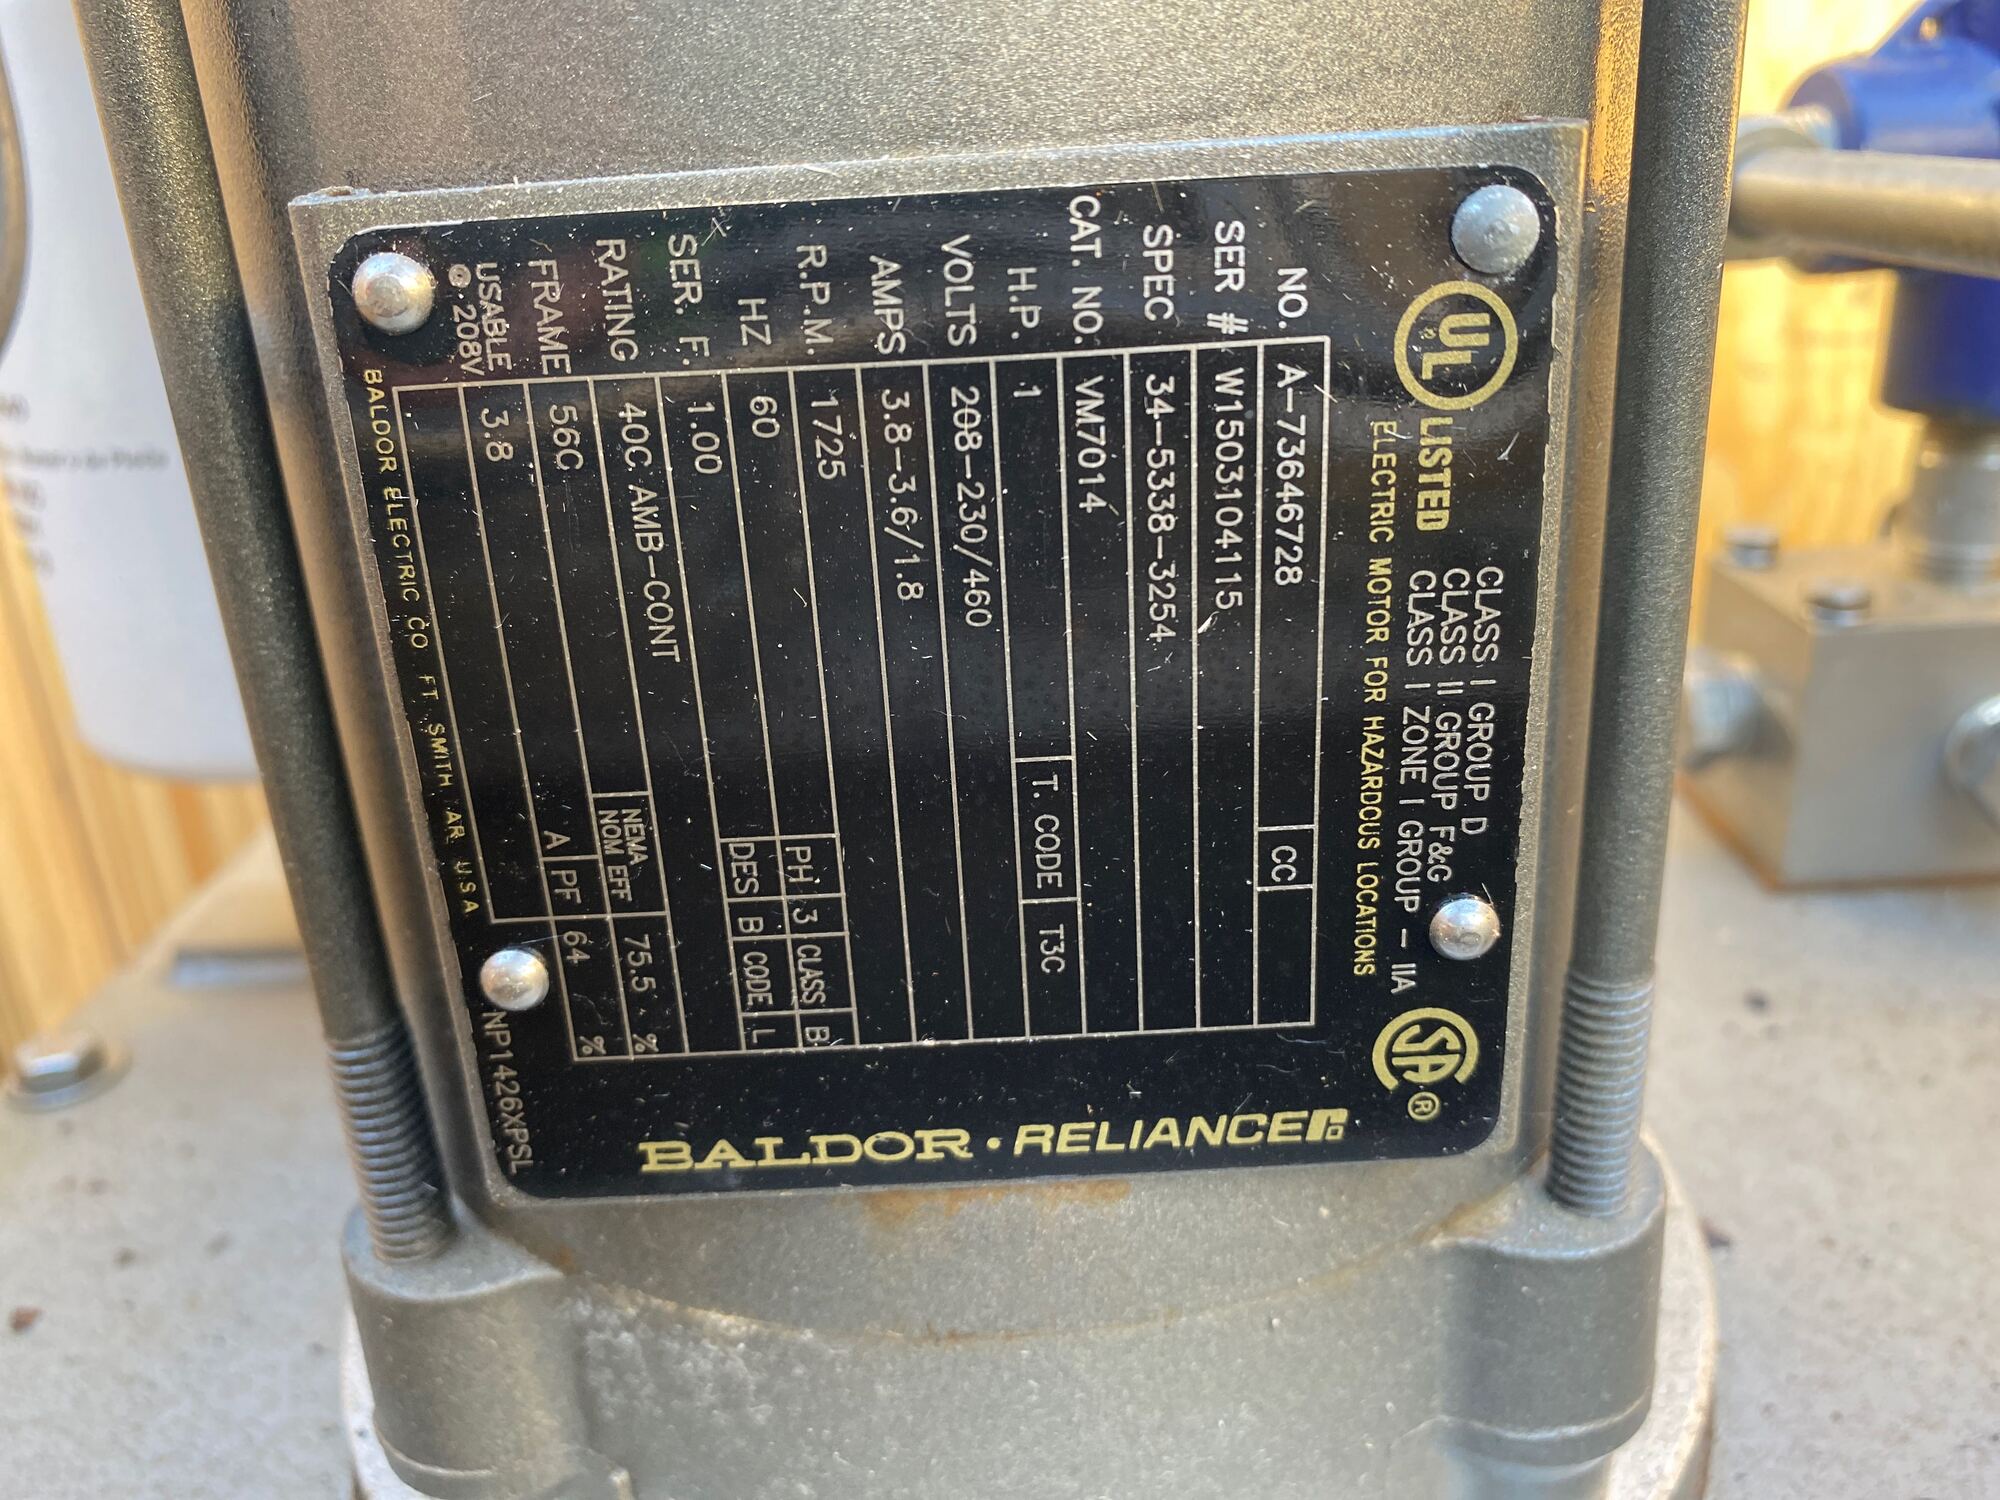 UL LISTED
CLASS I GROUP D
CLASS II GROUP F&G
CLASS I ZONE I GROUP - IIA
SA ®
ELECTRIC MOTOR FOR HAZARDOUS LOCATIONS
NO. A-73646728 CC
SER # W1503104115
SPEC 34-5338-3254
CAT. NO. VM7014
H.P. 1 T. CODE T3C
VOLTS 208-230/460
AMPS 3.8-3.6/1.8
R.P.M. 1725 PH 3 CLASS B
HZ 60 DES B CODE L
SER. F. 1.00
RATING 40C AMB-CONT NEMA NOM EFF 75.5 %
FRAME 56C A PF 64 %
USABLE @ 208V 3.8
BALDOR ELECTRIC CO FT. SMITH AR U S A
NP1426XPSL
BALDOR · RELIANCE